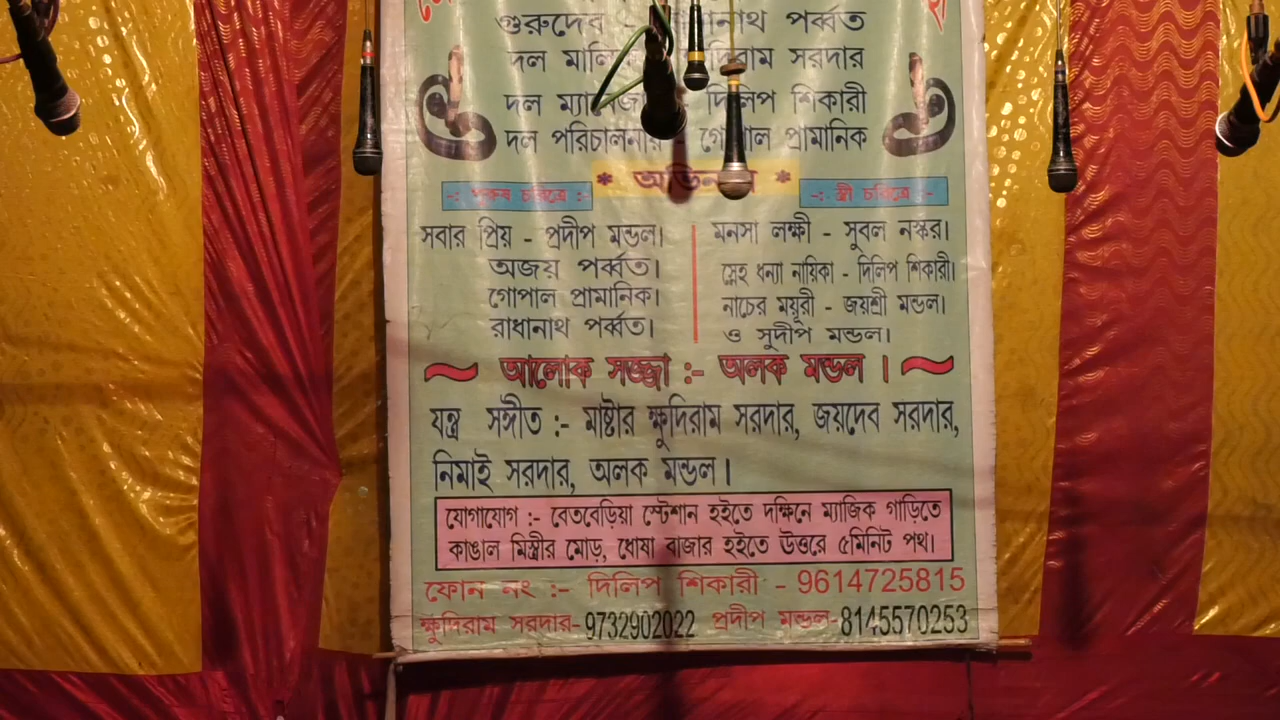 গুরুদেব - রাধানাথ পর্ব্বত
দল মালিক ক্ষুদিরাম সরদার
দল ম্যানেজার দিলিপ শিকারী
দল পরিচালনায় গোপাল প্রামানিক
* অভিনয় *
-: পুরুষ চরিত্রে :-
-: স্ত্রী চরিত্রে :-
সবার প্রিয় - প্রদীপ মন্ডল।
অজয় পর্ব্বত।
গোপাল প্রামানিক।
রাধানাথ পর্ব্বত।
মনসা লক্ষী - সুবল নস্কর।
স্নেহ ধন্যা নায়িকা - দিলিপ শিকারী।
নাচের ময়ূরী - জয়শ্রী মন্ডল।
ও সুদীপ মন্ডল।
আলোক সজ্জা :- অলক মন্ডল ।
যন্ত্র সঙ্গীত :- মাষ্টার ক্ষুদিরাম সরদার, জয়দেব সরদার,
নিমাই সরদার, অলক মন্ডল।
যোগাযোগ :- বেতবেড়িয়া স্টেশান হইতে দক্ষিনে ম্যাজিক গাড়িতে
কাঙাল মিস্ত্রীর মোড়, ধোষা বাজার হইতে উত্তরে ৫মিনিট পথ।
ফোন নং :- দিলিপ শিকারী - 9614725815
ক্ষুদিরাম সরদার-9732902022 প্রদীপ মন্ডল-8145570253